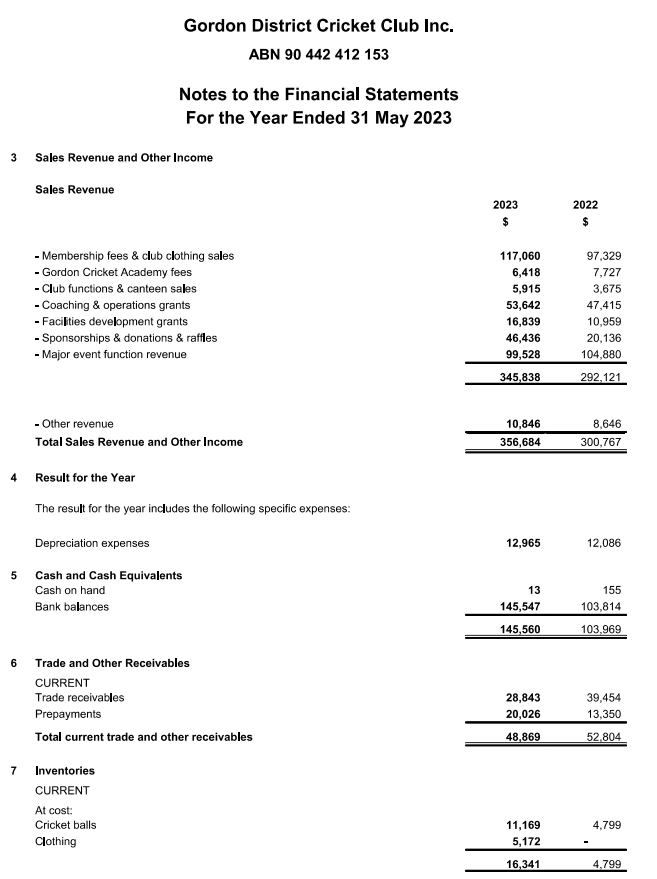 Gordon District Cricket Club Inc.
ABN 90 442 412 153
Notes to the Financial Statements
For the Year Ended 31 May 2023
3 Sales Revenue and Other Income
Sales Revenue
2023 2022
$ $
- Membership fees & club clothing sales 117,060 97,329
- Gordon Cricket Academy fees 6,418 7,727
- Club functions & canteen sales 5,915 3,675
- Coaching & operations grants 53,642 47,415
- Facilities development grants 16,839 10,959
- Sponsorships & donations & raffles 46,436 20,136
- Major event function revenue 99,528 104,880
345,838 292,121
- Other revenue 10,846 8,646
Total Sales Revenue and Other Income 356,684 300,767
4 Result for the Year
The result for the year includes the following specific expenses:
Depreciation expenses 12,965 12,086
5 Cash and Cash Equivalents
Cash on hand 13 155
Bank balances 145,547 103,814
145,560 103,969
6 Trade and Other Receivables
CURRENT
Trade receivables 28,843 39,454
Prepayments 20,026 13,350
Total current trade and other receivables 48,869 52,804
7 Inventories
CURRENT
At cost:
Cricket balls 11,169 4,799
Clothing 5,172 -
16,341 4,799